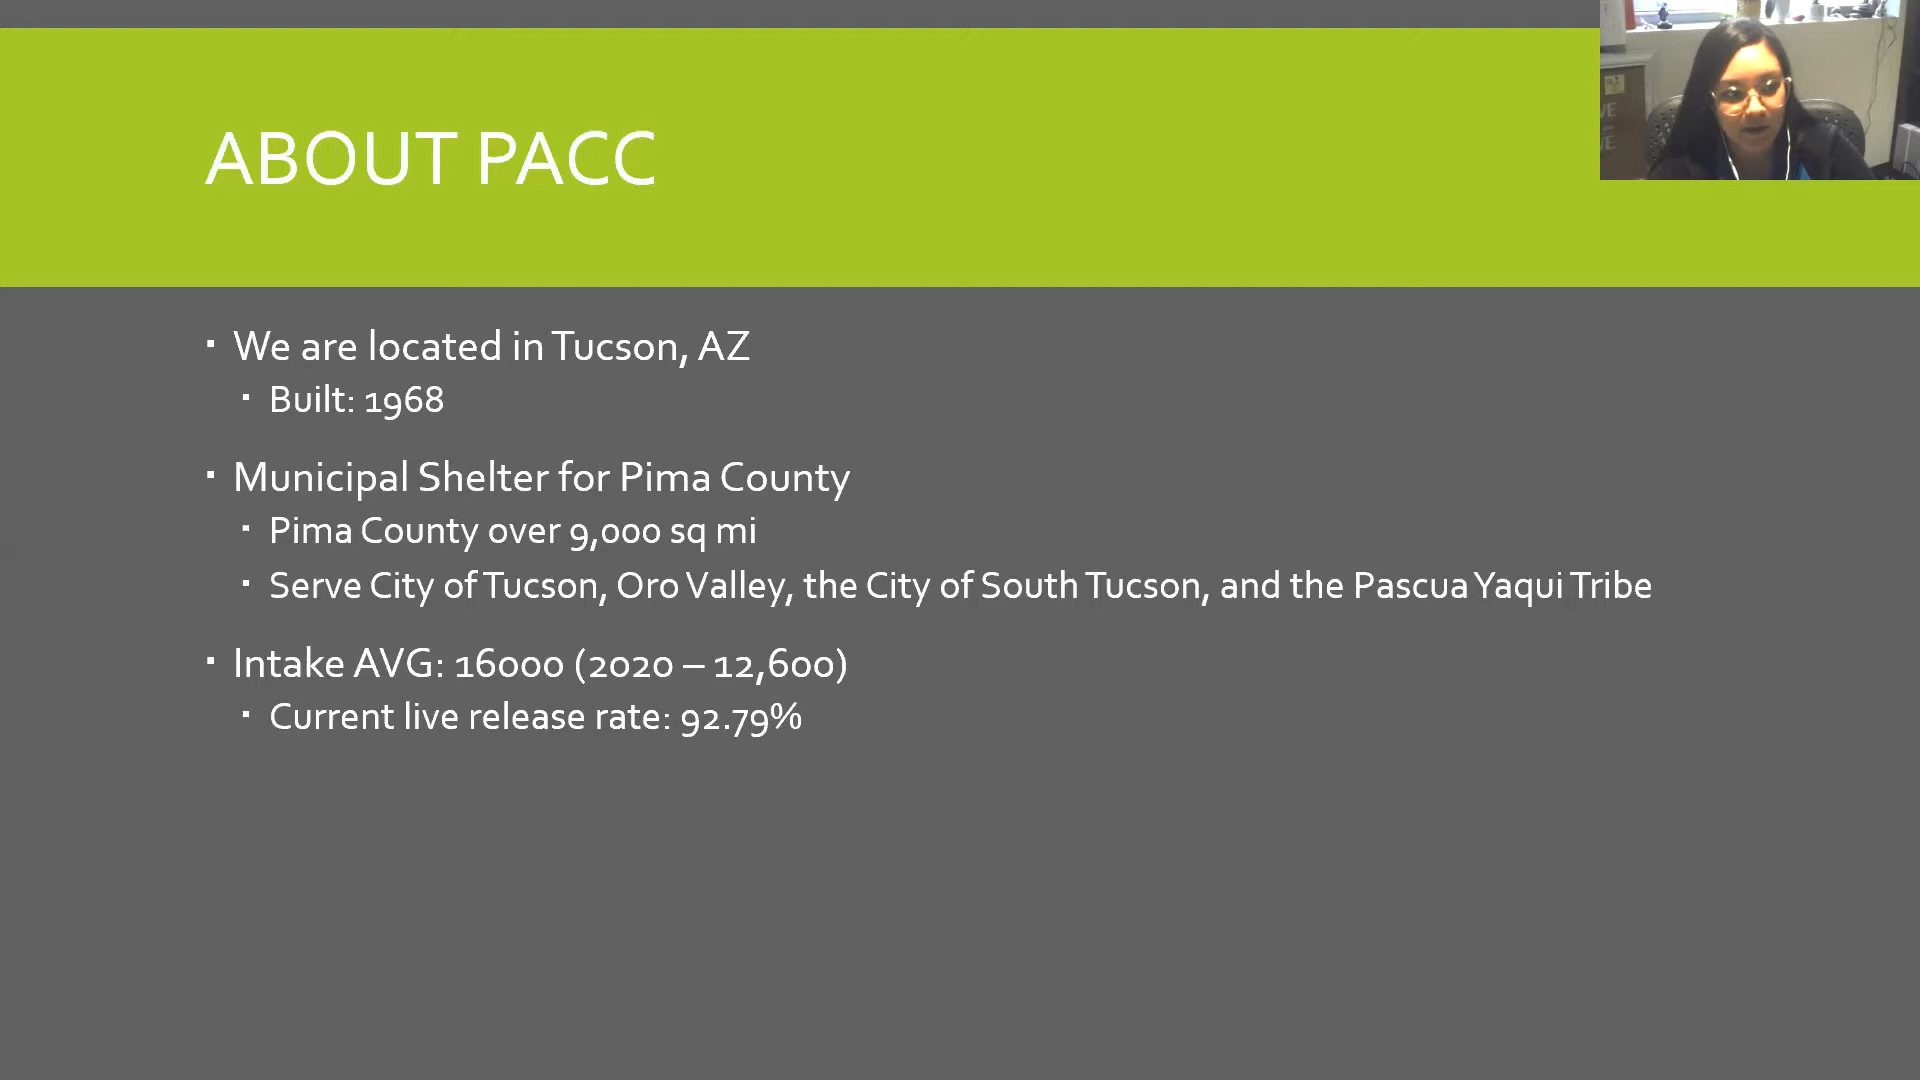 ABOUT PACC
▪ We are located in Tucson, AZ
▪ Built: 1968
▪ Municipal Shelter for Pima County
▪ Pima County over 9,000 sq mi
▪ Serve City of Tucson, Oro Valley, the City of South Tucson, and the Pascua Yaqui Tribe
▪ Intake AVG: 16000 (2020 – 12,600)
▪ Current live release rate: 92.79%